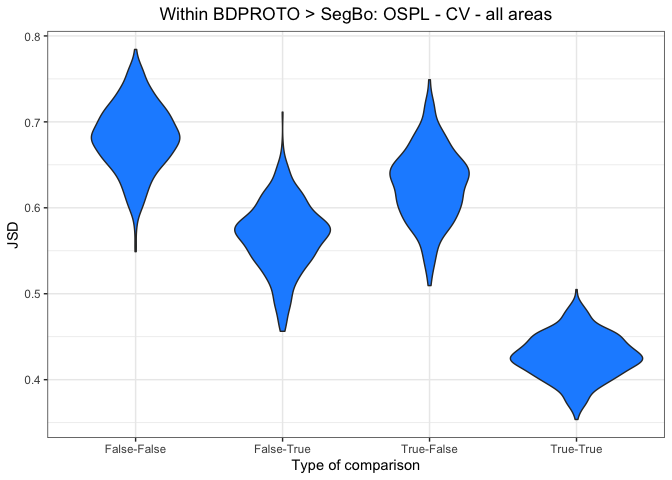 Within BDPROTO > SegBo: OSPL - CV - all areas
0.8
0.7
0.6
0.5
0.4
JSD
False-False False-True True-False True-True
Type of comparison